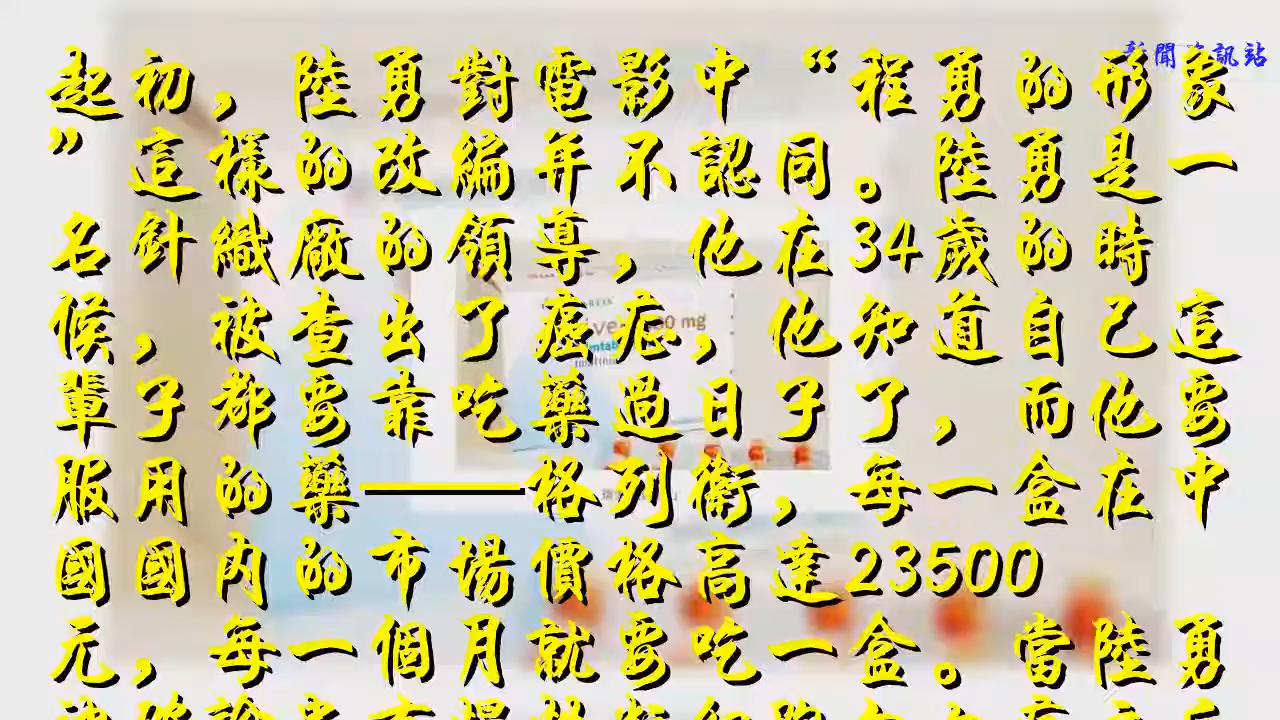 新聞資訊站
起初，陸勇對電影中“程勇的形象
”這樣的改編并不認同。陸勇是一
名針織廠的領導，他在34歲的時
候，被查出了癌症，他知道自己這
輩子都要靠吃藥過日子了，而他要
服用的藥——格列衛，每一盒在中
國國內的市場價格高達23500
元，每一個月就要吃一盒。當陸勇